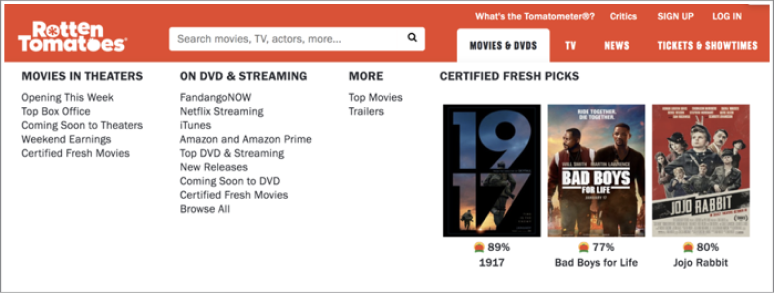 What's the Tomatometer®? Critics SIGN UP LOG IN
Rotten
Tomatoes
Search movies, TV, actors, more...
MOVIES & DVDS TV NEWS TICKETS & SHOWTIMES
MOVIES IN THEATERS
Opening This Week
Top Box Office
Coming Soon to Theaters
Weekend Earnings
Certified Fresh Movies
ON DVD & STREAMING
FandangoNOW
Netflix Streaming
iTunes
Amazon and Amazon Prime
Top DVD & Streaming
New Releases
Coming Soon to DVD
Certified Fresh Movies
Browse All
MORE
Top Movies
Trailers
CERTIFIED FRESH PICKS
19
17
89%
1917
RIDE TOGETHER.
DIE TOGETHER.
WILL SMITH MARTIN LAWRENCE
BAD BOYS
FOR LIFE
77%
Bad Boys for Life
JOJO RABBIT
80%
Jojo Rabbit